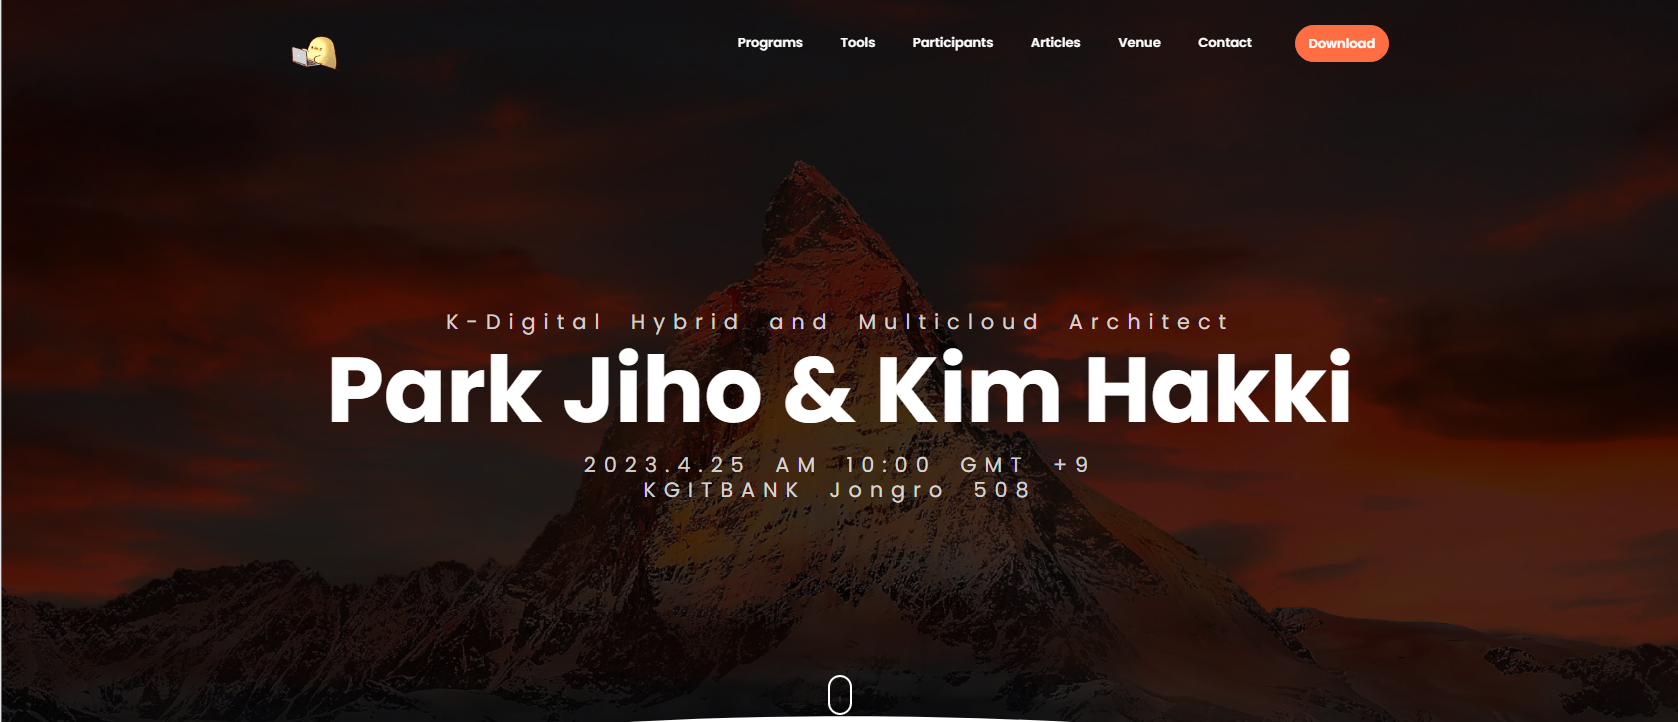 Programs Tools Participants Articles Venue Contact Download
K-Digital Hybrid and Multicloud Architect
Park Jiho & Kim Hakki
2023.4.25 AM 10:00 GMT +9
KGITBANK Jongro 508